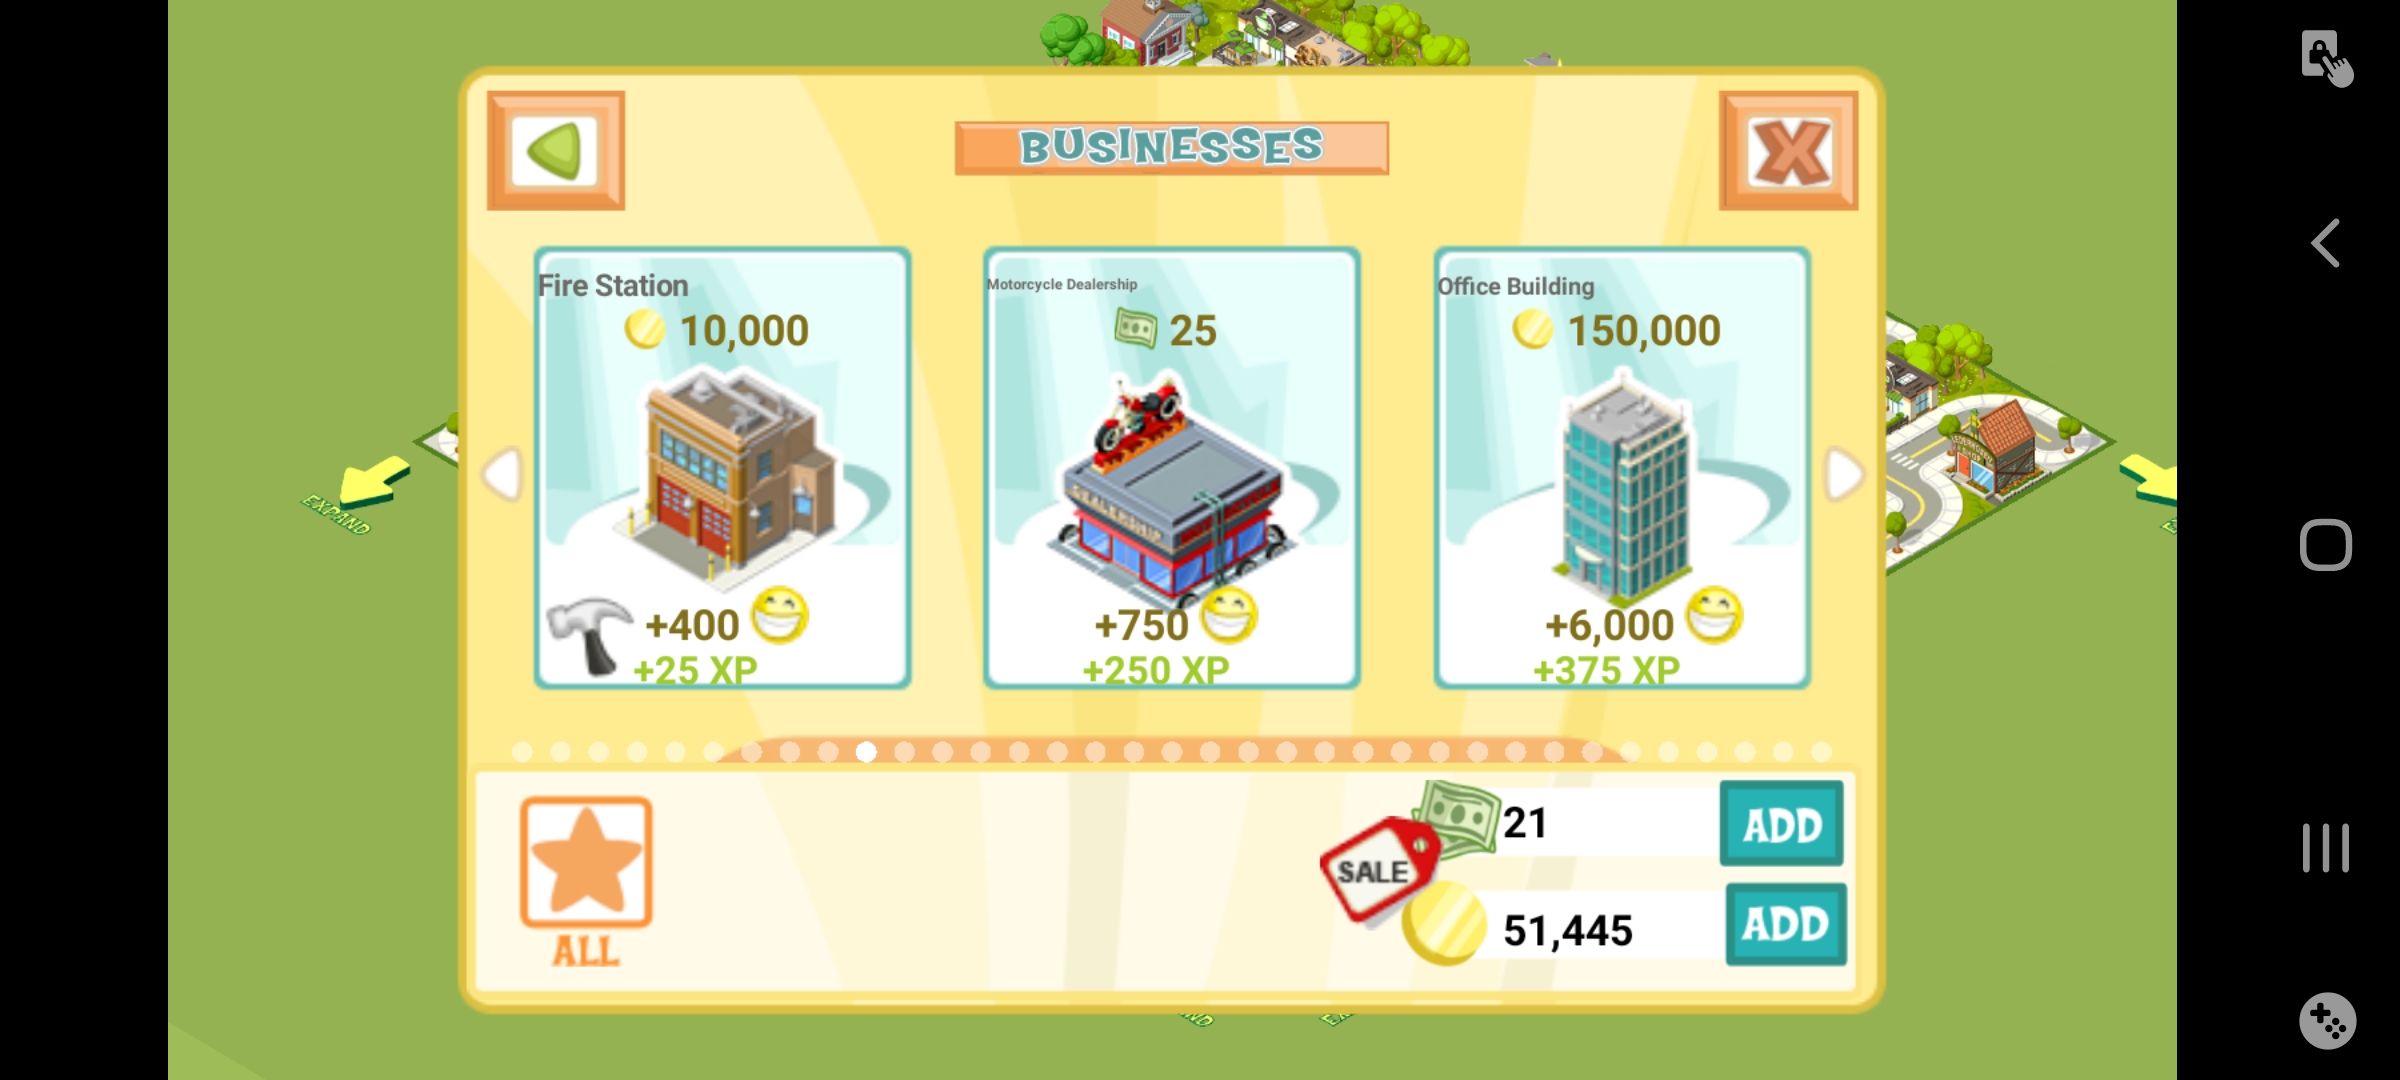 BUSINESSES
Fire Station
10,000
+400
+25 XP
Motorcycle Dealership
25
DEALERSHIP
+750
+250 XP
Office Building
150,000
+6,000
+375 XP
EXPAND
ALL
SALE
21
ADD
51,445
ADD